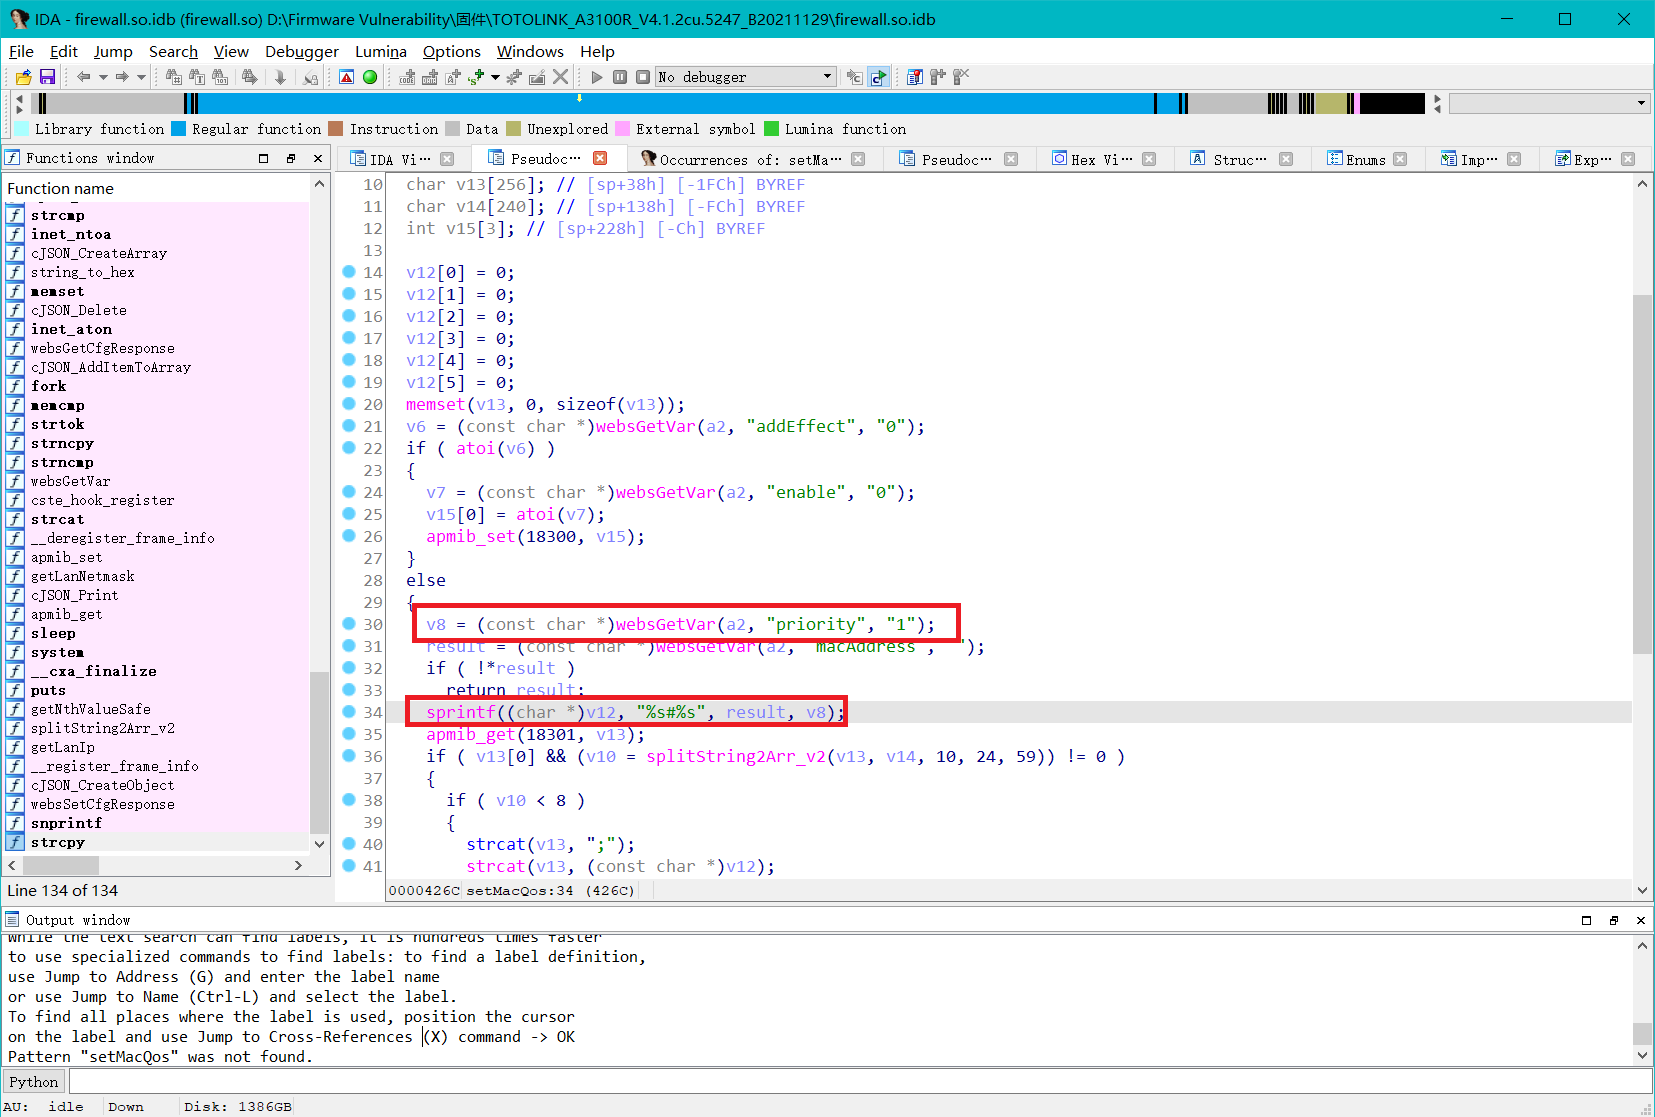 IDA - firewall.so.idb (firewall.so) D:\Firmware Vulnerability\固件\TOTOLINK_A3100R_V4.1.2cu.5247_B20211129\firewall.so.idb
File Edit Jump Search View Debugger Lumina Options Windows Help
No debugger
Library function Regular function Instruction Data Unexplored External symbol Lumina function
Functions window
IDA Vi··· Pseudoc··· Occurrences of: setMa··· Pseudoc··· Hex Vi··· Struc··· Enums Imp··· Exp···
Function name
strcmp
inet_ntoa
cJSON_CreateArray
string_to_hex
memset
cJSON_Delete
inet_aton
websGetCfgResponse
cJSON_AddItemToArray
fork
memcmp
strtok
strncpy
strncmp
websGetVar
cste_hook_register
strcat
__deregister_frame_info
apmib_set
getLanNetmask
cJSON_Print
apmib_get
sleep
system
__cxa_finalize
puts
getNthValueSafe
splitString2Arr_v2
getLanIp
__register_frame_info
cJSON_CreateObject
websSetCfgResponse
snprintf
strcpy
Line 134 of 134
10 char v13[256]; // [sp+38h] [-1FCh] BYREF
11 char v14[240]; // [sp+138h] [-FCh] BYREF
12 int v15[3]; // [sp+228h] [-Ch] BYREF
13
14 v12[0] = 0;
15 v12[1] = 0;
16 v12[2] = 0;
17 v12[3] = 0;
18 v12[4] = 0;
19 v12[5] = 0;
20 memset(v13, 0, sizeof(v13));
21 v6 = (const char *)websGetVar(a2, "addEffect", "0");
22 if ( atoi(v6) )
23 {
24 v7 = (const char *)websGetVar(a2, "enable", "0");
25 v15[0] = atoi(v7);
26 apmib_set(18300, v15);
27 }
28 else
29 {
30 v8 = (const char *)websGetVar(a2, "priority", "1");
31 result = (const char *)websGetVar(a2, "macAddress", "");
32 if ( !*result )
33 return result;
34 sprintf((char *)v12, "%s#%s", result, v8);
35 apmib_get(18301, v13);
36 if ( v13[0] && (v10 = splitString2Arr_v2(v13, v14, 10, 24, 59)) != 0 )
37 {
38 if ( v10 < 8 )
39 {
40 strcat(v13, ";");
41 strcat(v13, (const char *)v12);
0000426C setMacQos:34 (426C)
Output window
While the text search can find labels, it is hundreds times faster
to use specialized commands to find labels: to find a label definition,
use Jump to Address (G) and enter the label name
or use Jump to Name (Ctrl-L) and select the label.
To find all places where the label is used, position the cursor
on the label and use Jump to Cross-References (X) command -> OK
Pattern "setMacQos" was not found.
Python
AU: idle Down Disk: 1386GB